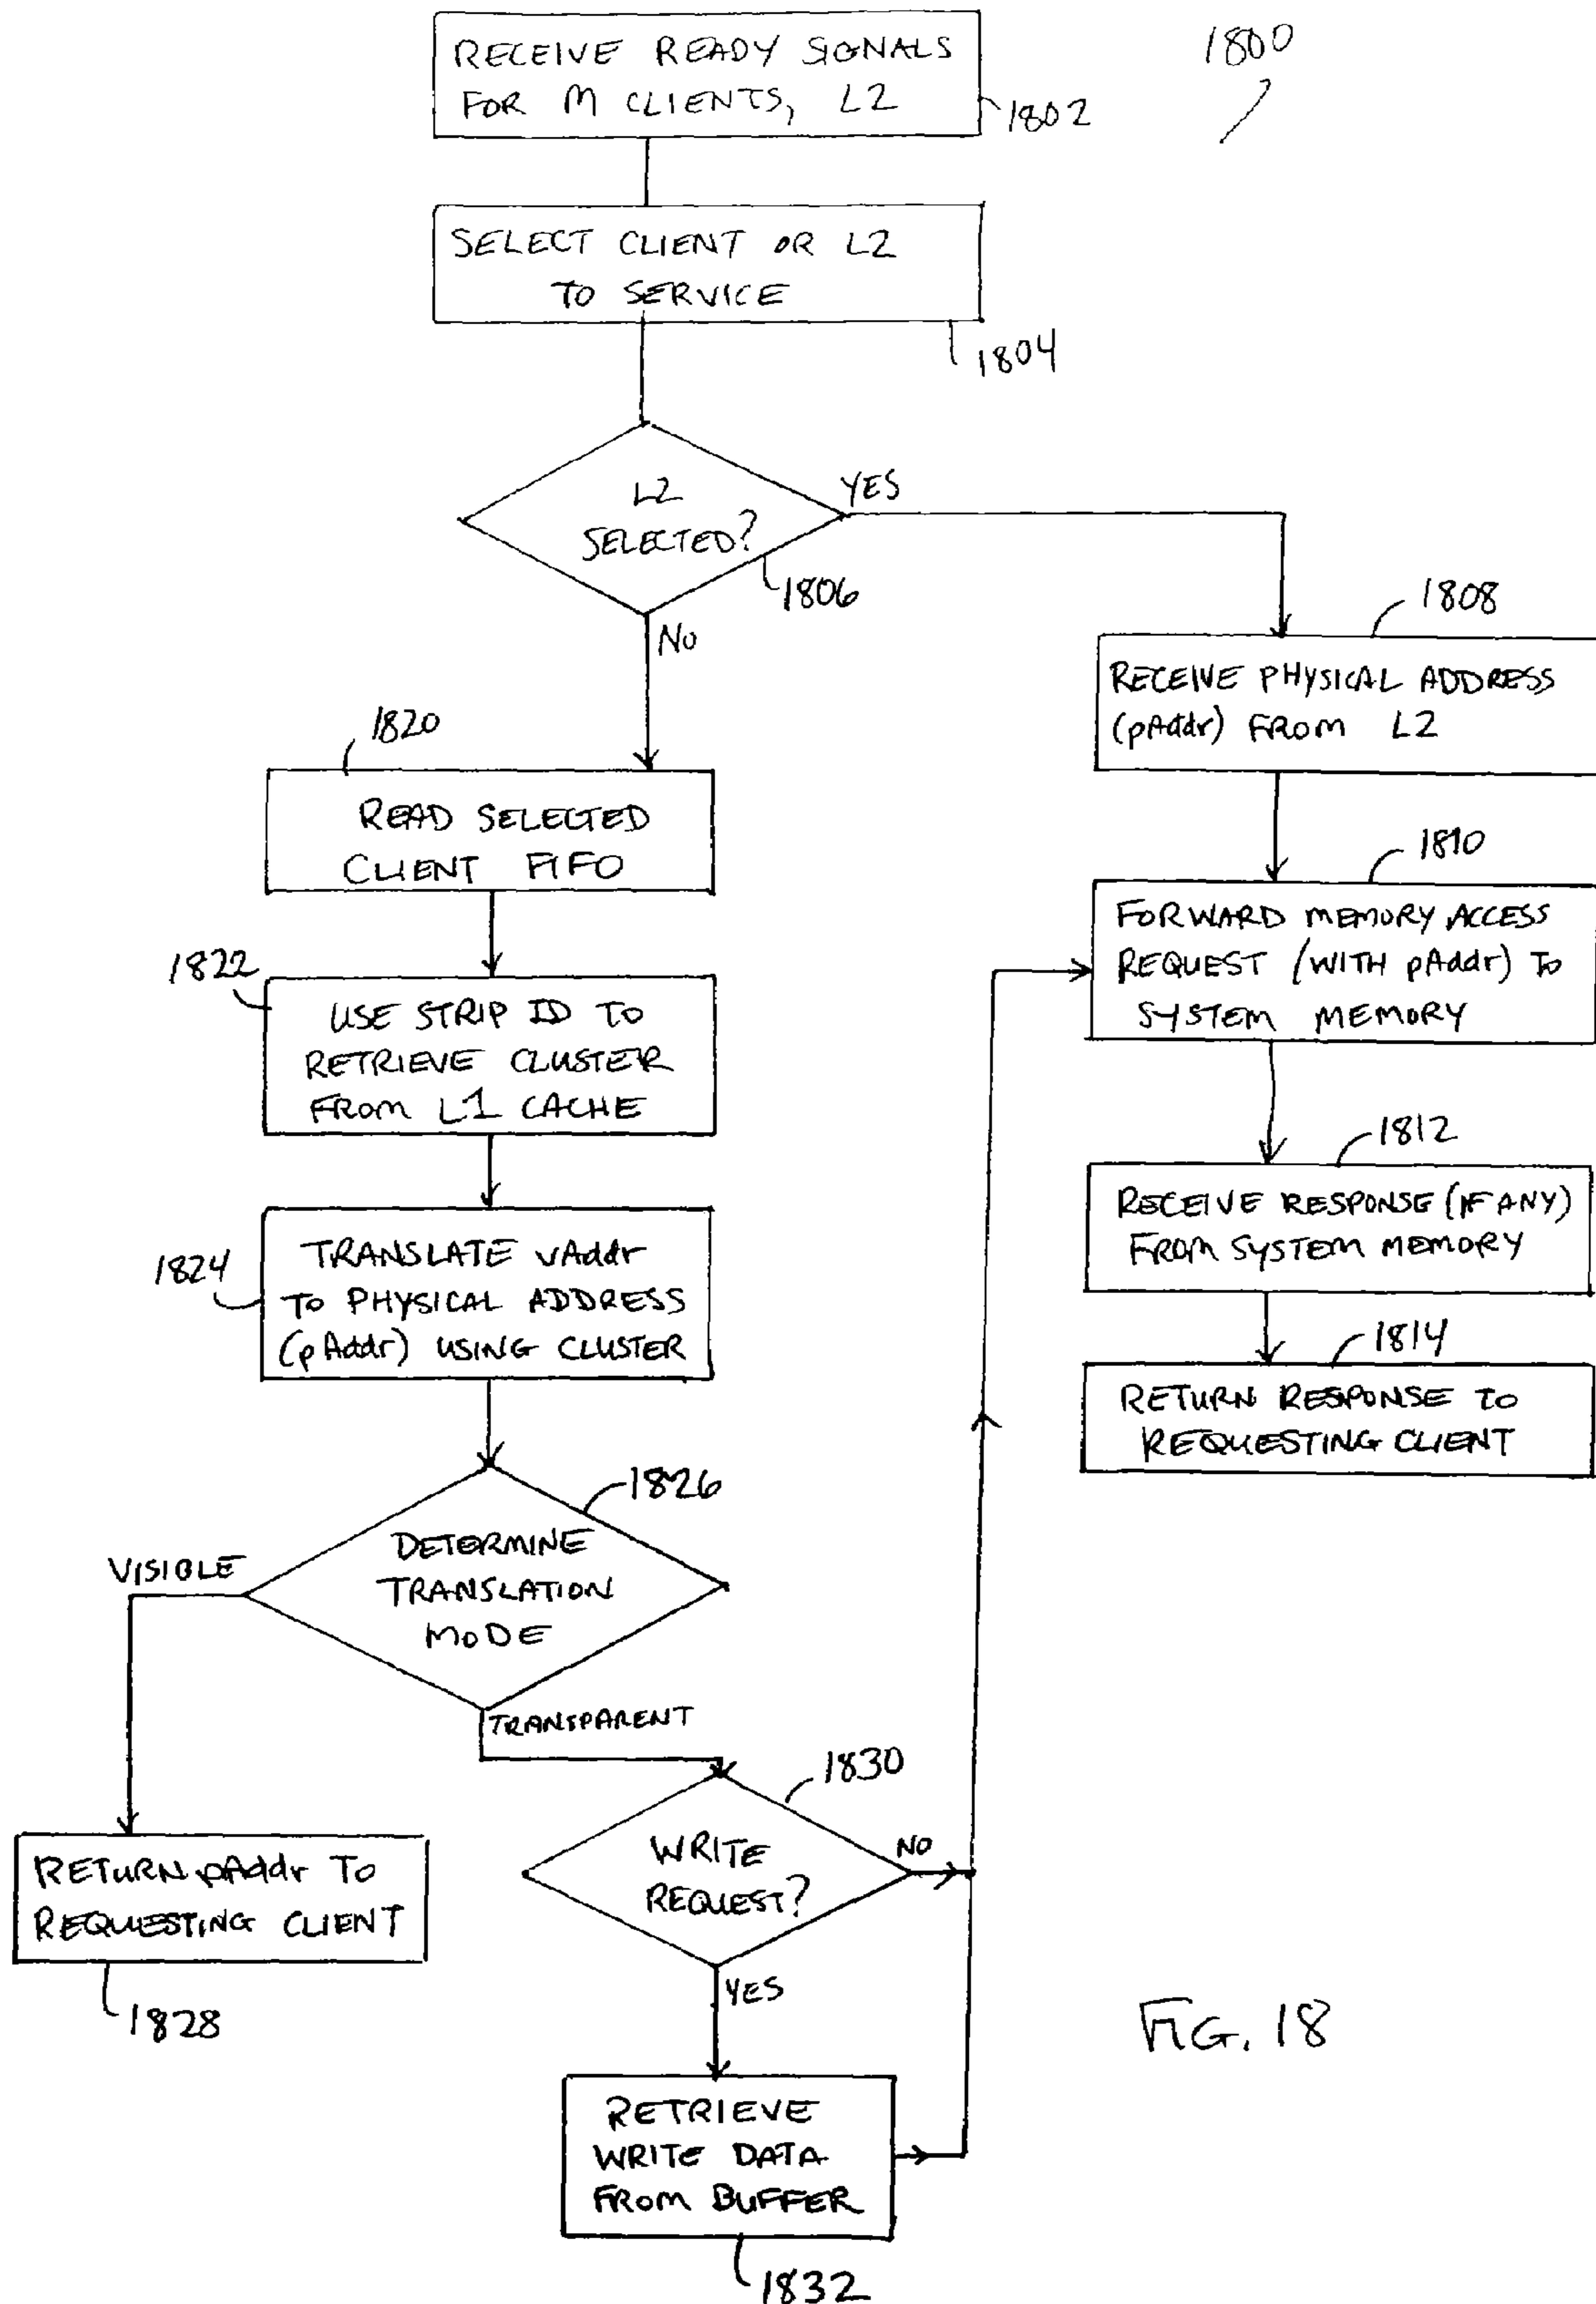 1800
RECEIVE READY SIGNALS
FOR M CLIENTS, L2
1802
SELECT CLIENT OR L2
TO SERVICE
1804
L2
SELECTED?
1806
YES
NO
1808
RECEIVE PHYSICAL ADDRESS
(pAddr) FROM L2
1810
FORWARD MEMORY ACCESS
REQUEST (WITH pAddr) TO
SYSTEM MEMORY
1812
RECEIVE RESPONSE (IF ANY)
FROM SYSTEM MEMORY
1814
RETURN RESPONSE TO
REQUESTING CLIENT
1820
READ SELECTED
CLIENT FIFO
1822
USE STRIP ID TO
RETRIEVE CLUSTER
FROM L1 CACHE
1824
TRANSLATE vAddr
TO PHYSICAL ADDRESS
(pAddr) USING CLUSTER
1826
DETERMINE
TRANSLATION
MODE
VISIBLE
TRANSPARENT
RETURN pAddr TO
REQUESTING CLIENT
1828
1830
WRITE
REQUEST?
NO
YES
RETRIEVE
WRITE DATA
FROM BUFFER
1832
FIG. 18